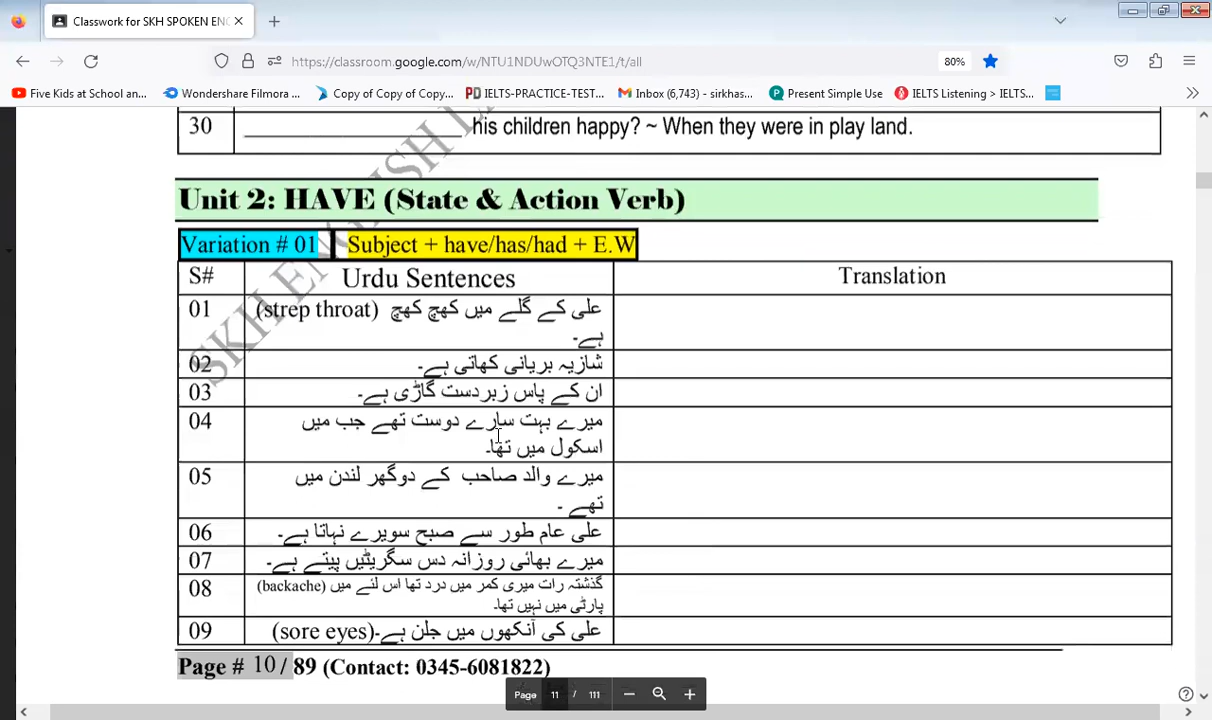 Classwork for SKH SPOKEN EN
https://classroom.google.com/w/NTU1NDUwOTQ3NTE1/t/all
80%
Five Kids at School an...
Wondershare Filmora ...
Copy of Copy of Copy...
IELTS-PRACTICE-TEST...
Inbox (6,743) - sirkhas...
Present Simple Use
IELTS Listening > IELTS...
30 his children happy? ~ When they were in play land.
Unit 2: HAVE (State & Action Verb)
Variation # 01 Subject + have/has/had + E.W
S# Urdu Sentences Translation
01 علی کے گلے میں کھچ کھچ (strep throat)
ہے۔
02 شازیہ بریانی کھاتی ہے۔
03 ان کے پاس زبردست گاڑی ہے۔
04 میرے بہت سارے دوست تھے جب میں
اسکول میں تھا۔
05 میرے والد صاحب کے دوگھر لندن میں
تھے ۔
06 علی عام طور سے صبح سویرے نہاتا ہے۔
07 میرے بھائی روزانہ دس سگریٹیں پیتے ہے۔
08 گذشتہ رات میری کمر میں درد تھا اس لئے میں (backache)
پارٹی میں نہیں تھا۔
09 علی کی آنکھوں میں جلن ہے۔(sore eyes)
SKH ENGLISH L
Page # 10 / 89 (Contact: 0345-6081822)
Page 11 / 111